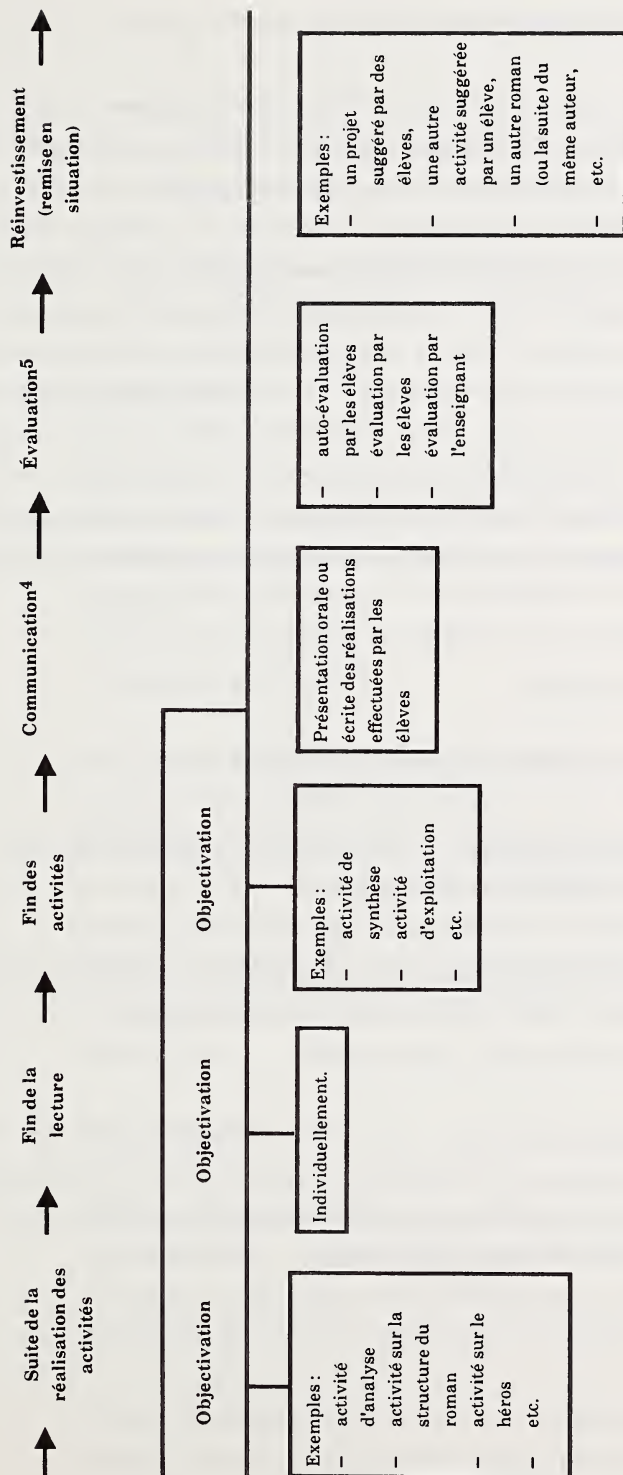 Suite de la
réalisation des
activités
Fin de la
lecture
Fin des
activités
Communication⁴
Évaluation⁵
Réinvestissement
(remise en
situation)
Objectivation
Objectivation
Objectivation
Exemples :
– activité
d'analyse
– activité sur la
structure du
roman
– activité sur le
héros
– etc.
Individuellement.
Exemples :
– activité de
synthèse
– activité
d'exploitation
– etc.
Présentation orale ou
écrite des réalisations
effectuées par les
élèves
– auto-évaluation
par les élèves
– évaluation par
les élèves
– évaluation par
l'enseignant
Exemples :
– un projet
suggéré par des
élèves,
– une autre
activité suggérée
par un élève,
– un autre roman
(ou la suite) du
même auteur,
– etc.